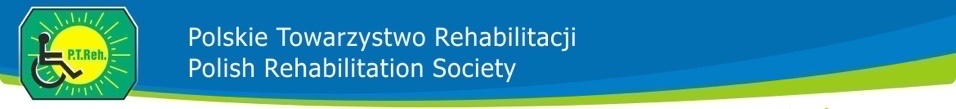 P.T.Reh.
Polskie Towarzystwo Rehabilitacji
Polish Rehabilitation Society